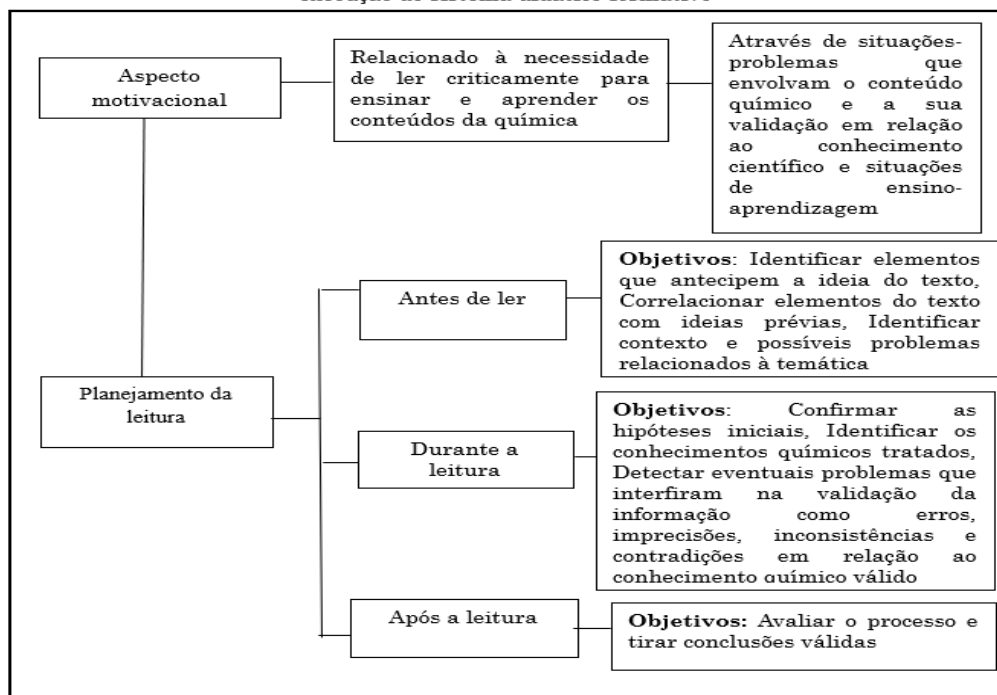 Aspecto
motivacional
Relacionado à necessidade
de ler criticamente para
ensinar e aprender os
conteúdos da química
Através de situações-
problemas que
envolvam o conteúdo
químico e a sua
validação em relação
ao conhecimento
científico e situações
de ensino-
aprendizagem
Planejamento da
leitura
Antes de ler
Objetivos: Identificar elementos
que antecipem a ideia do texto,
Correlacionar elementos do texto
com ideias prévias, Identificar
contexto e possíveis problemas
relacionados à temática
Durante a
leitura
Objetivos: Confirmar as
hipóteses iniciais, Identificar os
conhecimentos químicos tratados,
Detectar eventuais problemas que
interfiram na validação da
informação como erros,
imprecisões, inconsistências e
contradições em relação ao
conhecimento químico válido
Após a leitura
Objetivos: Avaliar o processo e
tirar conclusões válidas